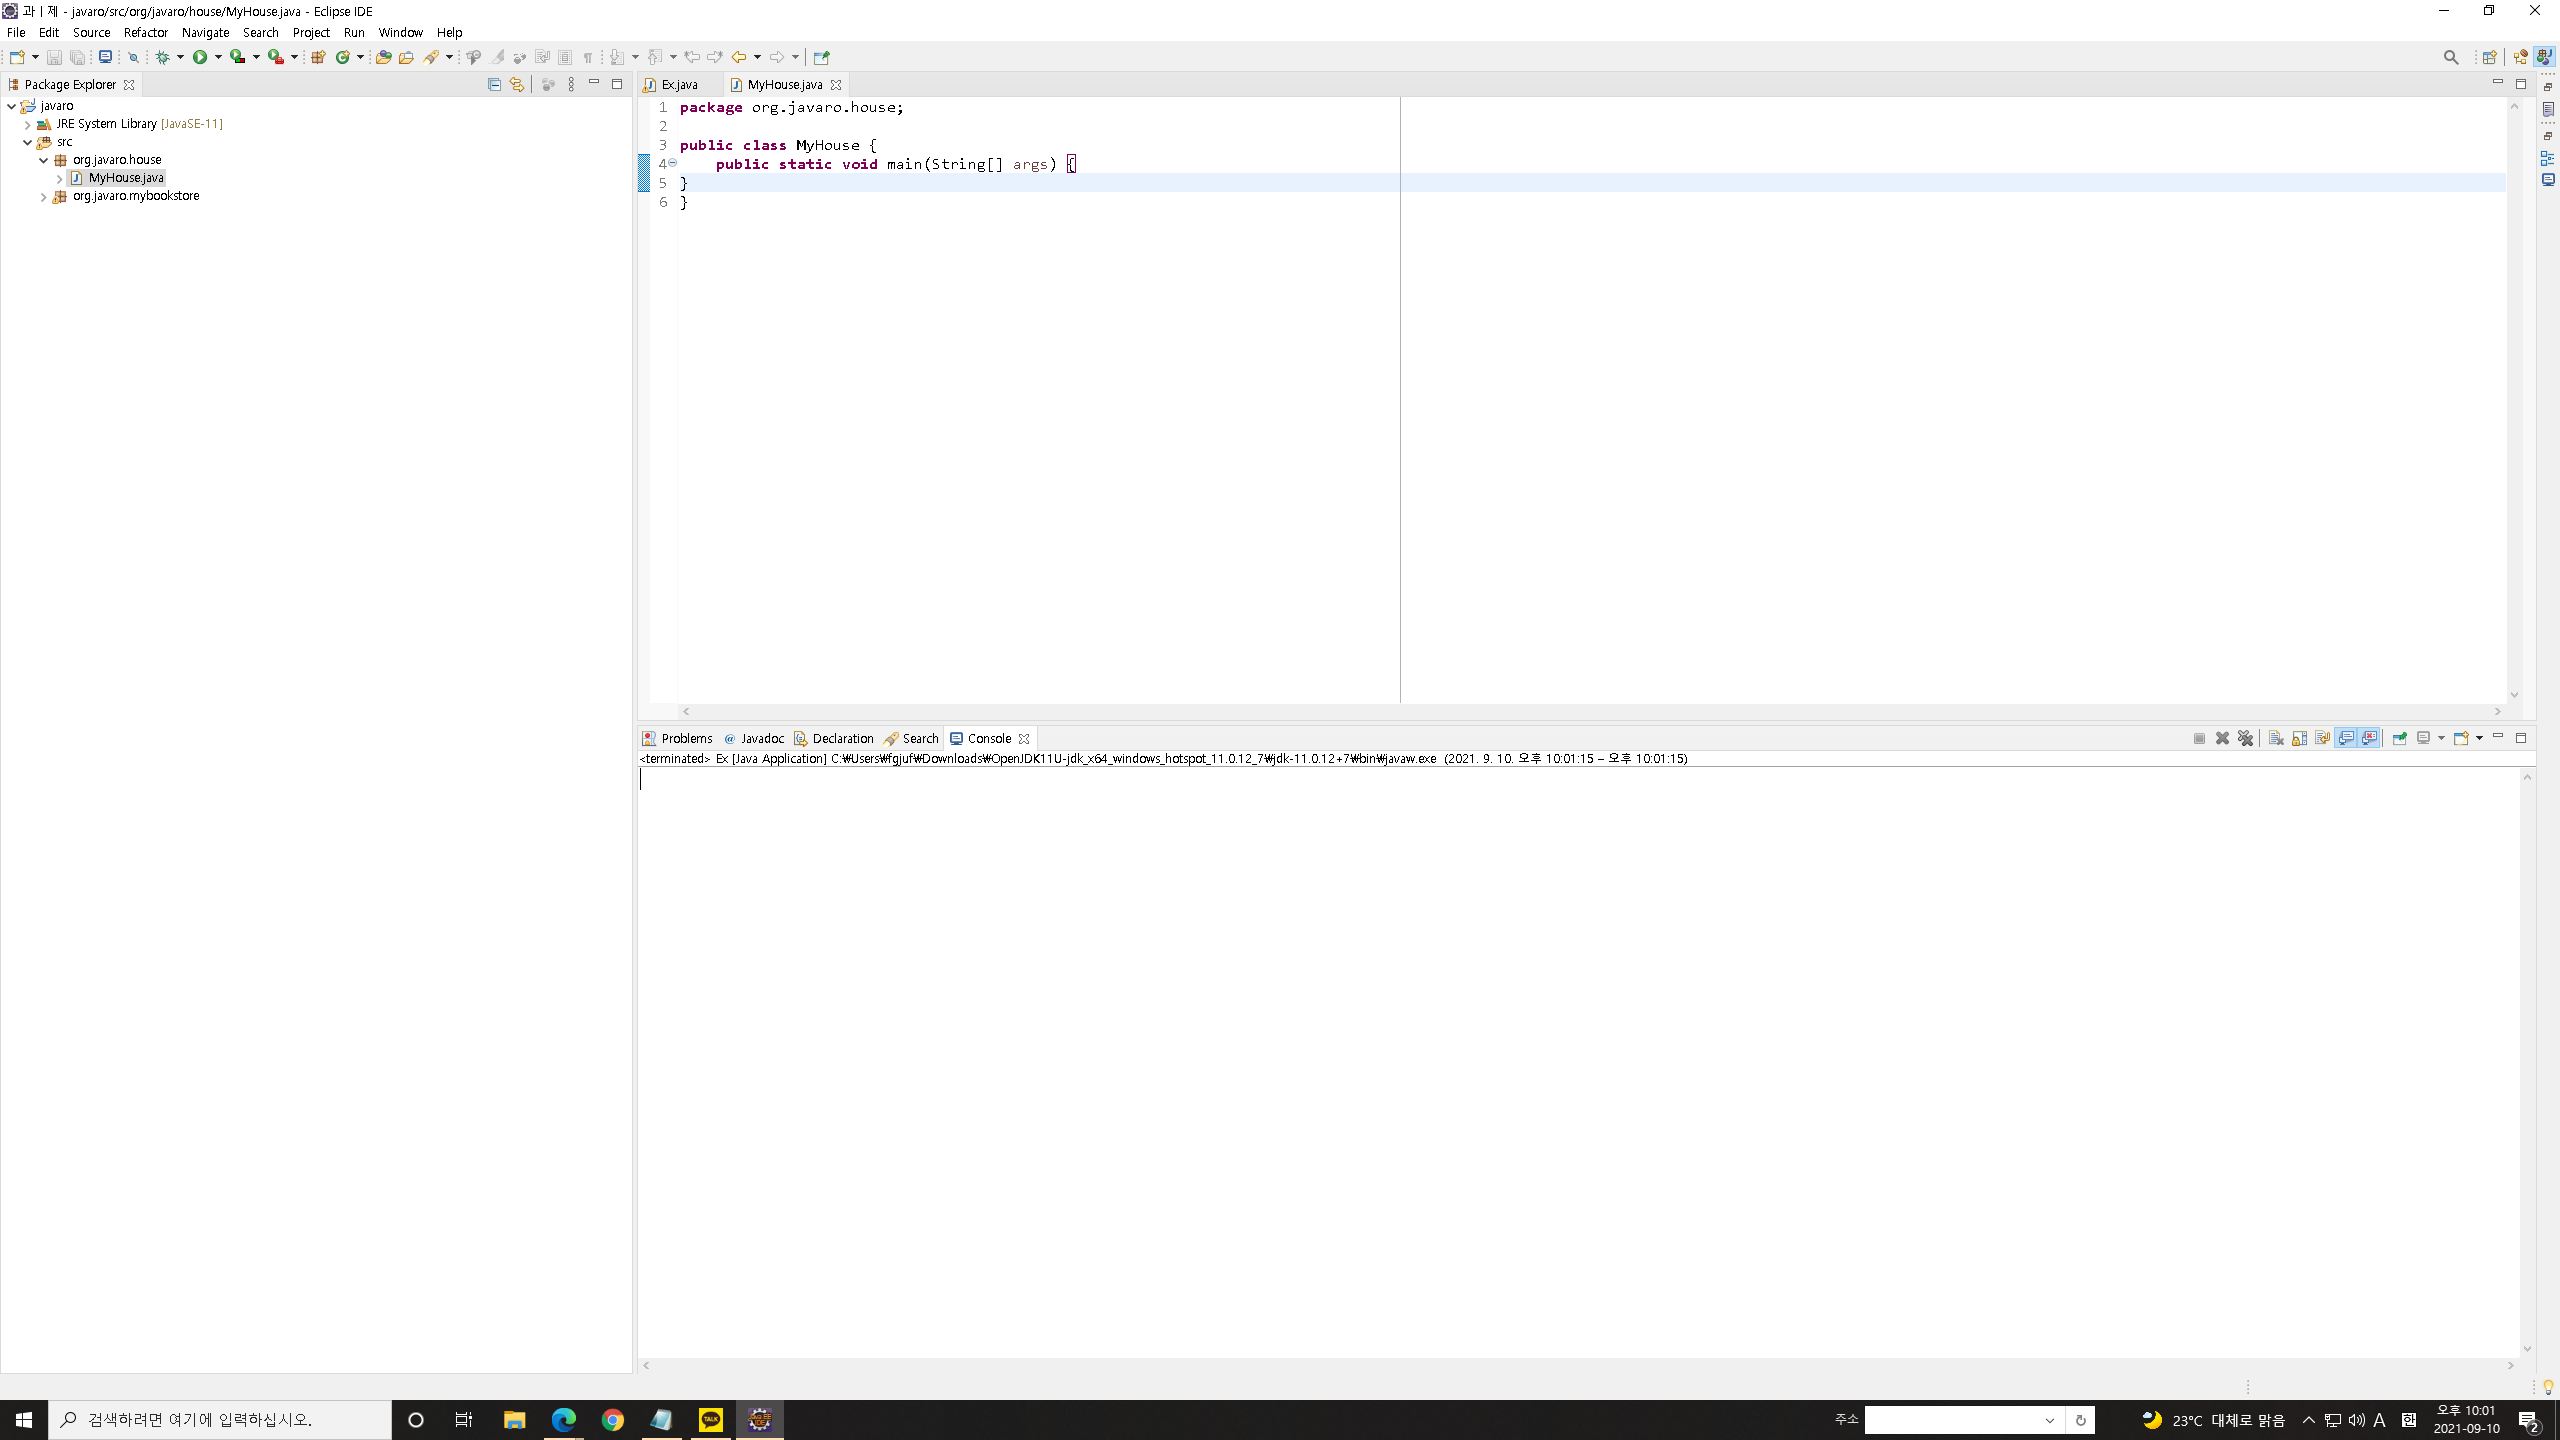 과ㅣ제 - javaro/src/org/javaro/house/MyHouse.java - Eclipse IDE
File Edit Source Refactor Navigate Search Project Run Window Help
Package Explorer
javaro
JRE System Library [JavaSE-11]
src
org.javaro.house
MyHouse.java
org.javaro.mybookstore
Ex.java MyHouse.java
1 package org.javaro.house;
2
3 public class MyHouse {
4 public static void main(String[] args) {
5 }
6 }
Problems @ Javadoc Declaration Search Console
<terminated> Ex [Java Application] C:₩Users₩fgjuf₩Downloads₩OpenJDK11U-jdk_x64_windows_hotspot_11.0.12_7₩jdk-11.0.12+7₩bin₩javaw.exe (2021. 9. 10. 오후 10:01:15 – 오후 10:01:15)
검색하려면 여기에 입력하십시오.
TALK
주소
23°C 대체로 맑음
A
오후 10:01
2021-09-10
2